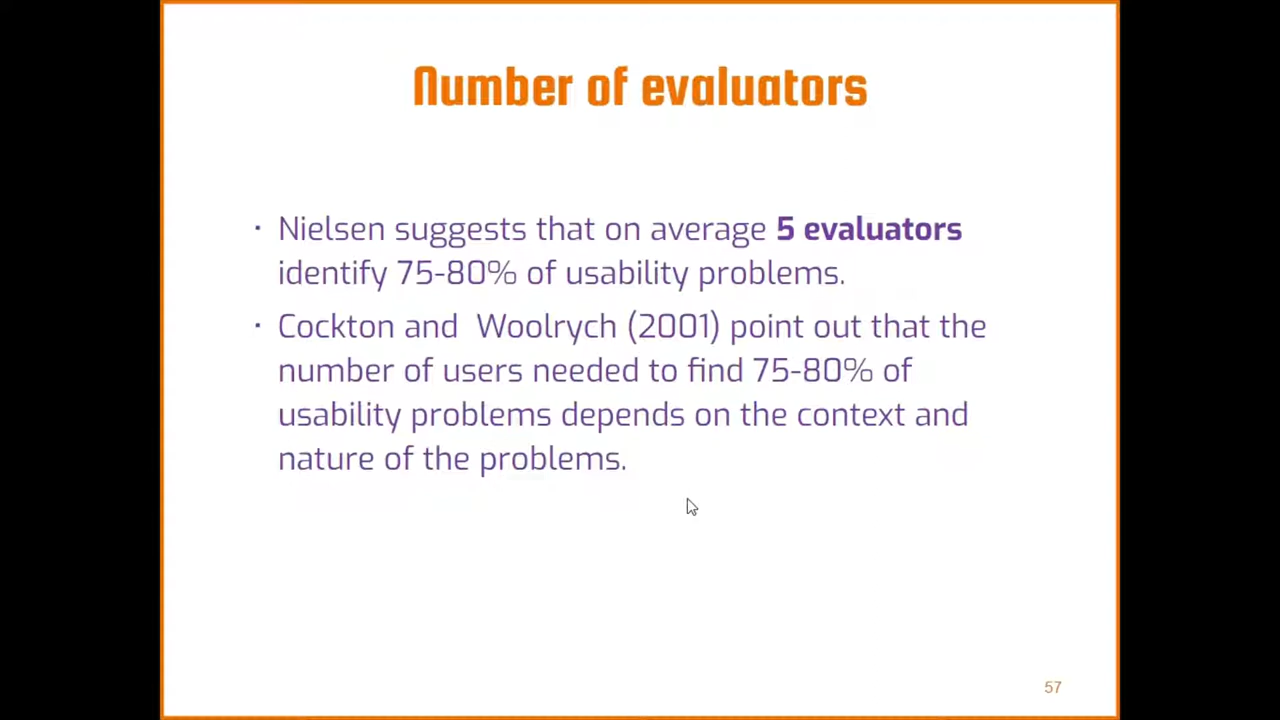 Number of evaluators
· Nielsen suggests that on average 5 evaluators
identify 75-80% of usability problems.
· Cockton and  Woolrych (2001) point out that the
number of users needed to find 75-80% of
usability problems depends on the context and
nature of the problems.
57